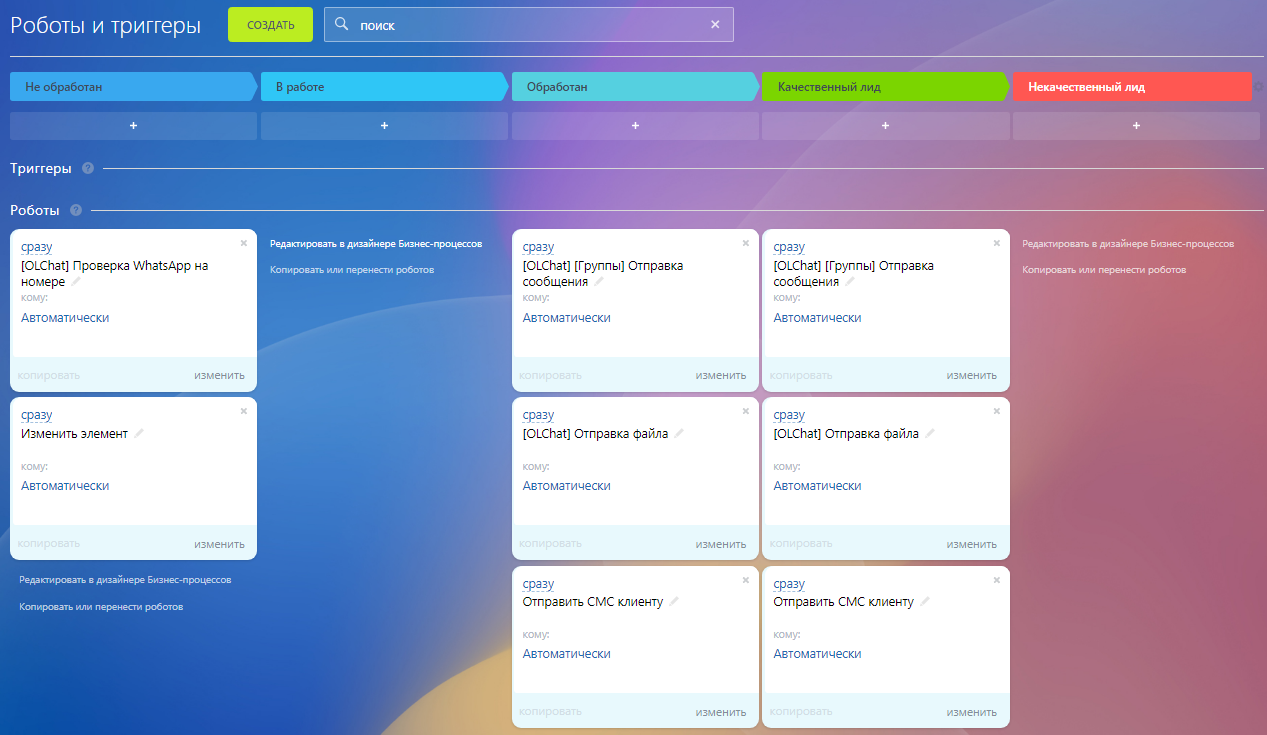 Роботы и триггеры
СОЗДАТЬ
поиск
Не обработан
В работе
Обработан
Качественный лид
Некачественный лид
+
+
+
+
+
Триггеры ?
Роботы ?
сразу
[OLChat] Проверка WhatsApp на
номере
кому:
Автоматически
копировать
изменить
сразу
Изменить элемент
кому:
Автоматически
копировать
изменить
Редактировать в дизайнере Бизнес-процессов
Копировать или перенести роботов
Редактировать в дизайнере Бизнес-процессов
Копировать или перенести роботов
сразу
[OLChat] [Группы] Отправка
сообщения
кому:
Автоматически
копировать
изменить
сразу
[OLChat] Отправка файла
кому:
Автоматически
копировать
изменить
сразу
Отправить СМС клиенту
кому:
Автоматически
копировать
изменить
сразу
[OLChat] [Группы] Отправка
сообщения
кому:
Автоматически
копировать
изменить
сразу
[OLChat] Отправка файла
кому:
Автоматически
копировать
изменить
сразу
Отправить СМС клиенту
кому:
Автоматически
копировать
изменить
Редактировать в дизайнере Бизнес-процессов
Копировать или перенести роботов